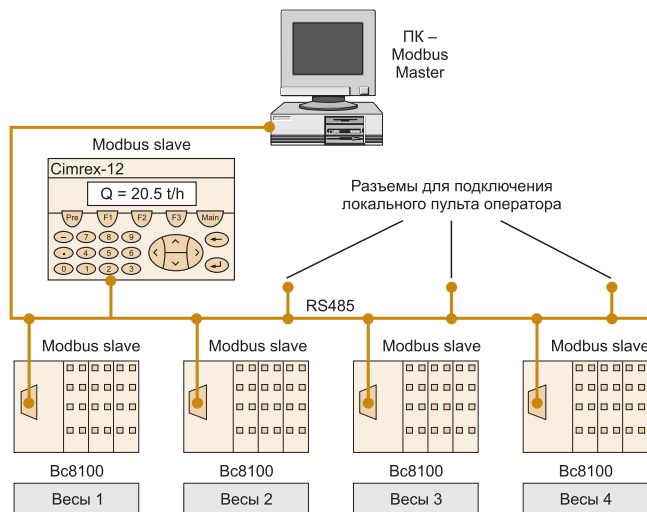 ПК –
Modbus
Master
Modbus slave
Cimrex-12
Q = 20.5 t/h
Pre F1 F2 F3 Main
– 7 8 9
• 4 5 6
0 1 2 3
Разъемы для подключения
локального пульта оператора
RS485
Modbus slave Modbus slave Modbus slave Modbus slave
Bc8100 Bc8100 Bc8100 Bc8100
Весы 1 Весы 2 Весы 3 Весы 4